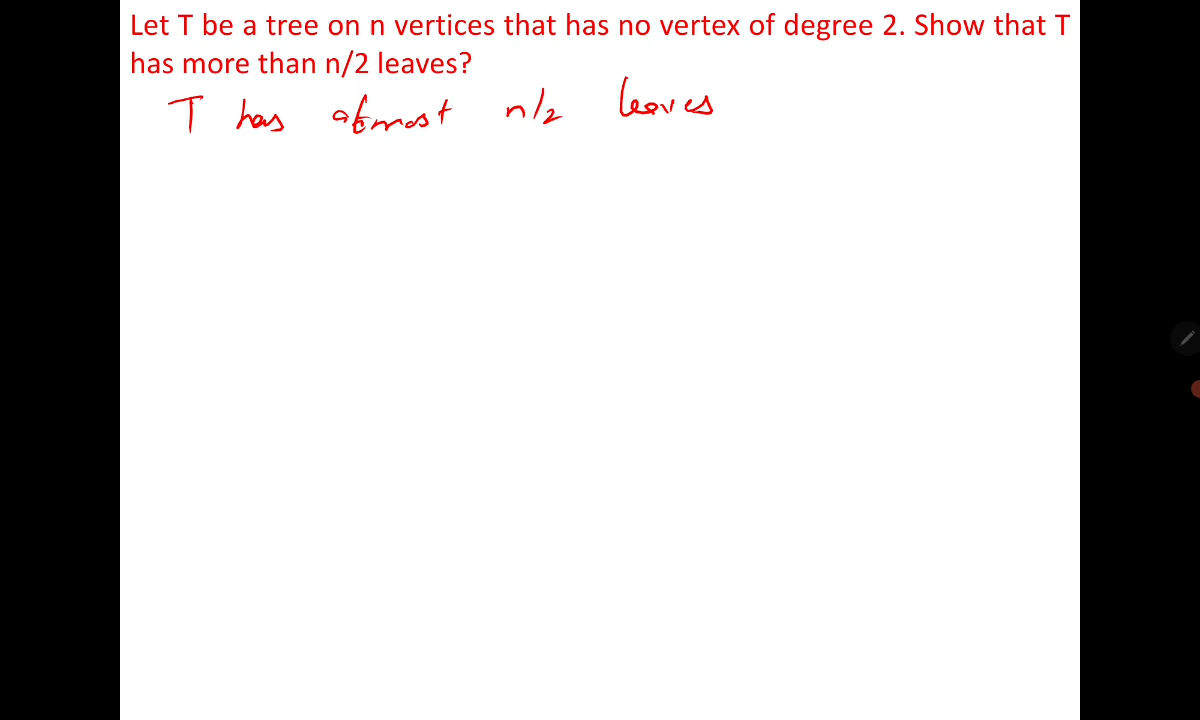 Let T be a tree on n vertices that has no vertex of degree 2. Show that T
has more than n/2 leaves?
T has atmost n/2 leaves